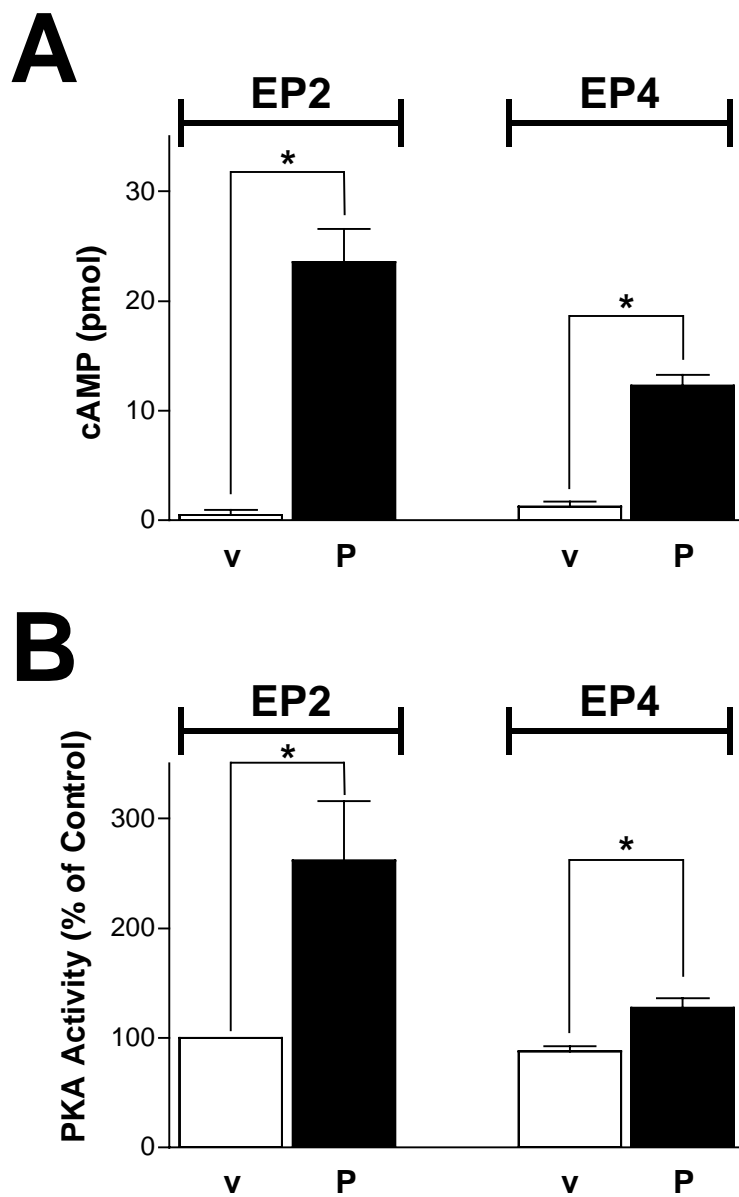 A
EP2 EP4
*
*
30
20
10
0
cAMP (pmol)
v P v P
B
EP2 EP4
*
*
300
200
100
0
PKA Activity (% of Control)
v P v P